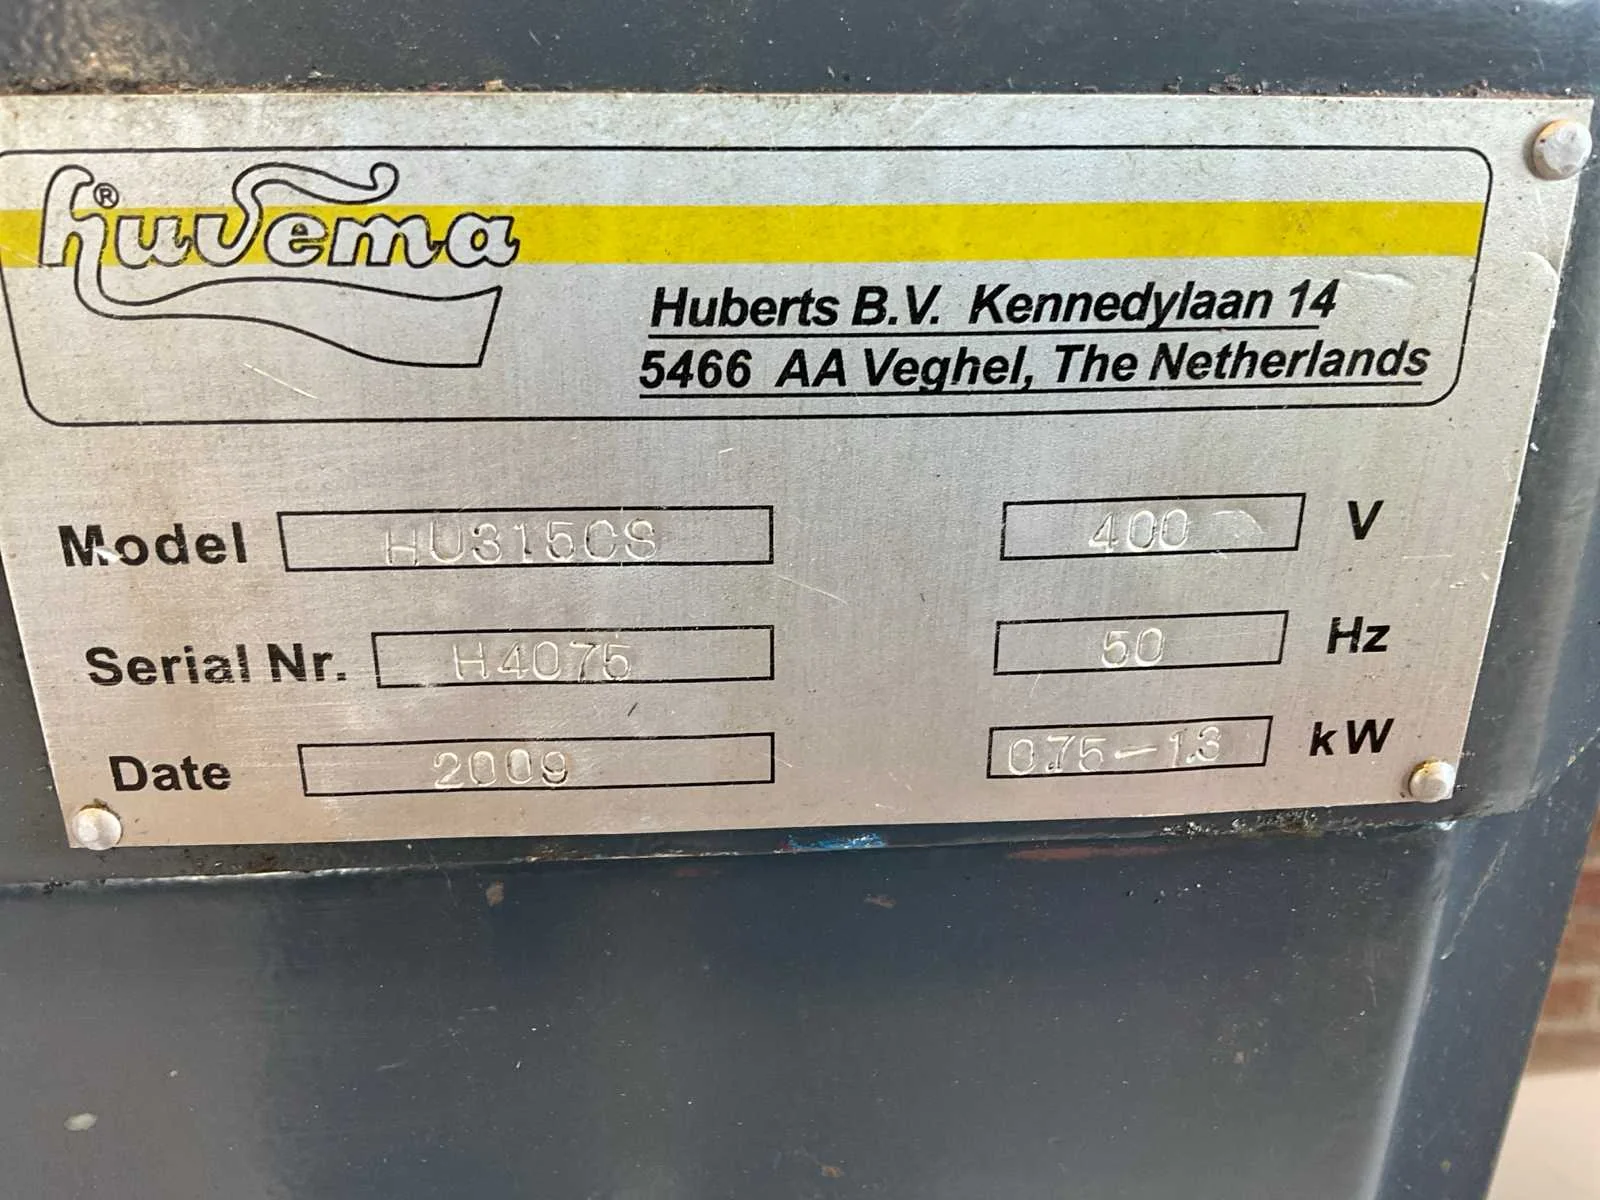 huvema®
Huberts B.V. Kennedylaan 14
5466 AA Veghel, The Netherlands
Model HU315CS 400 V
Serial Nr. H4075 50 Hz
Date 2009 0.75-1.3 kW